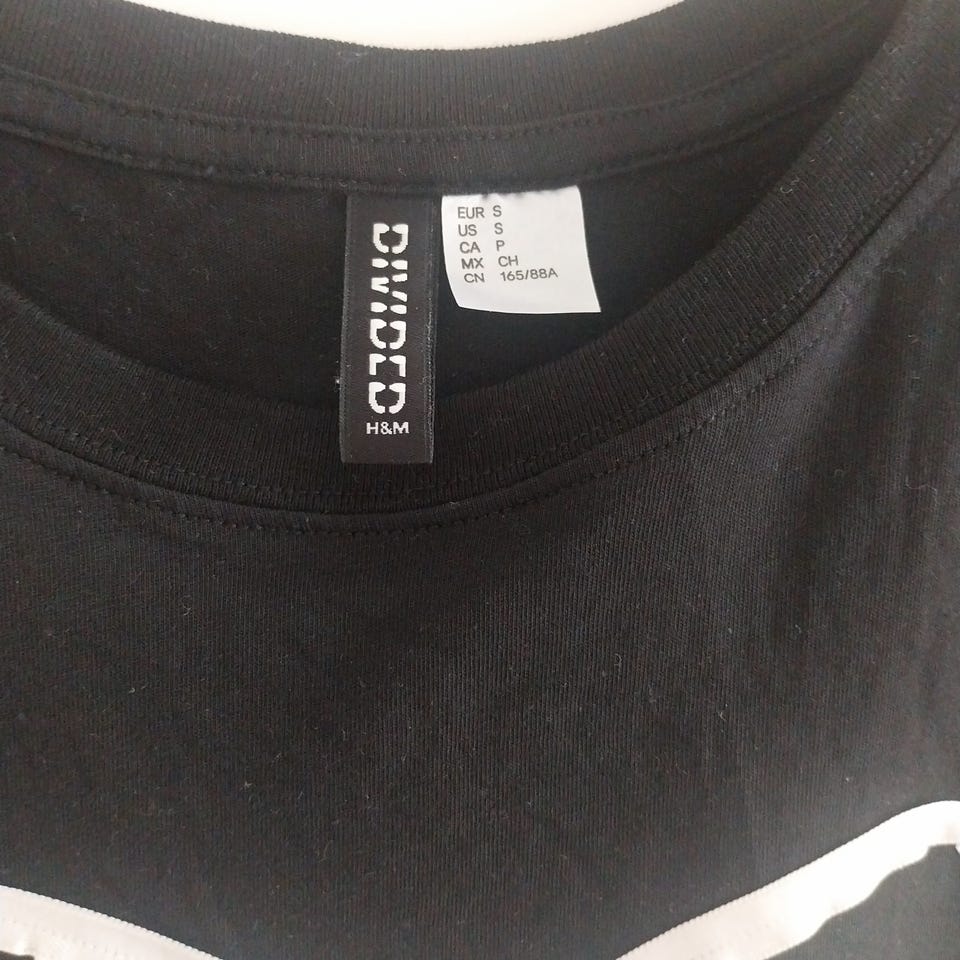 DIVIDED
H&M
EUR S
US S
CA P
MX CH
CN 165/88A